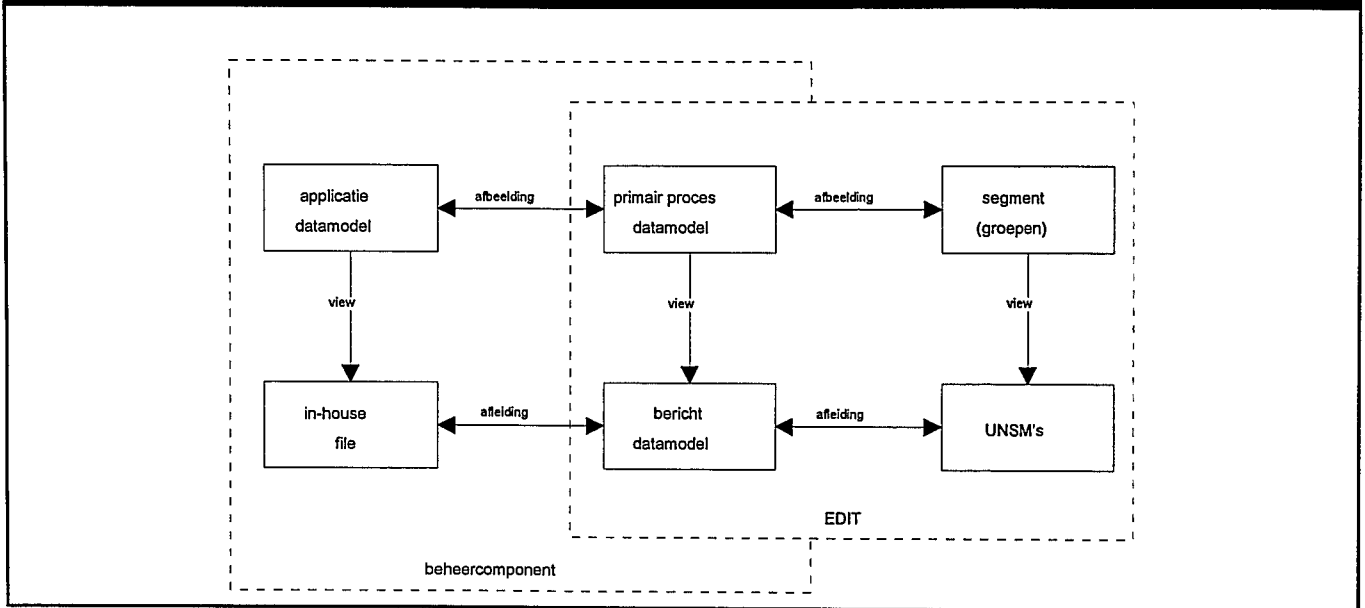 applicatie
datamodel
afbeelding
primair proces
datamodel
afbeelding
segment
(groepen)
view
view
view
in-house
file
afleiding
bericht
datamodel
afleiding
UNSM's
EDIT
beheercomponent